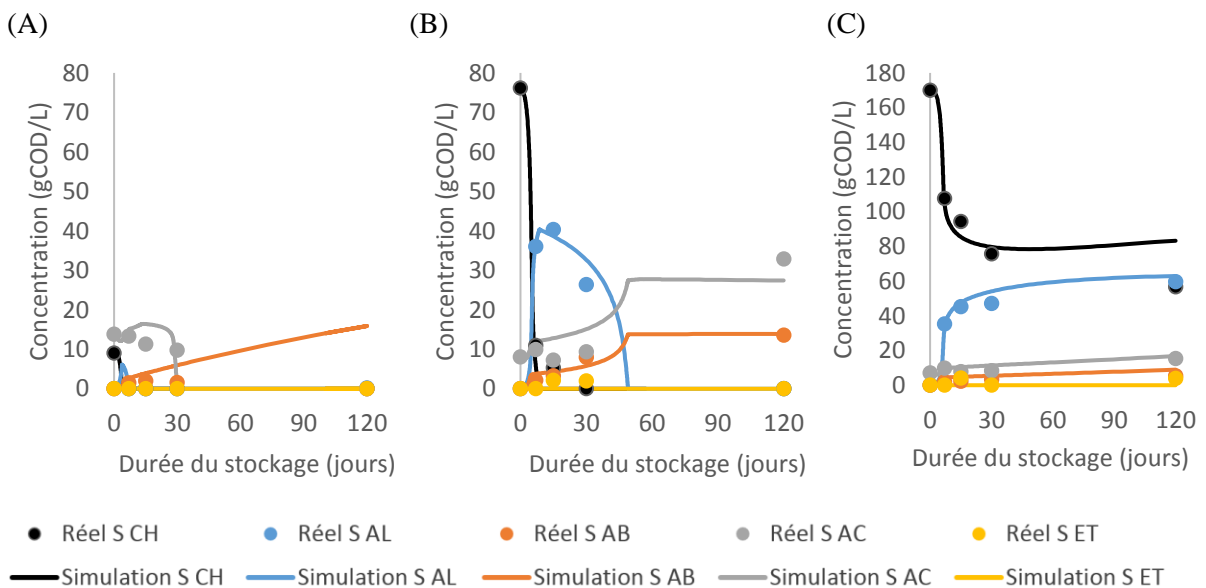 (A)
(B)
(C)
Concentration (gCOD/L)
80
70
60
50
40
30
20
10
0
0 30 60 90 120
Durée du stockage (jours)
Concentration (gCOD/L)
80
70
60
50
40
30
20
10
0
0 30 60 90 120
Durée du stockage (jours)
Concentration (gCOD/L)
180
160
140
120
100
80
60
40
20
0
0 30 60 90 120
Durée du stockage (jours)
Réel S CH Réel S AL Réel S AB Réel S AC Réel S ET
Simulation S CH Simulation S AL Simulation S AB Simulation S AC Simulation S ET